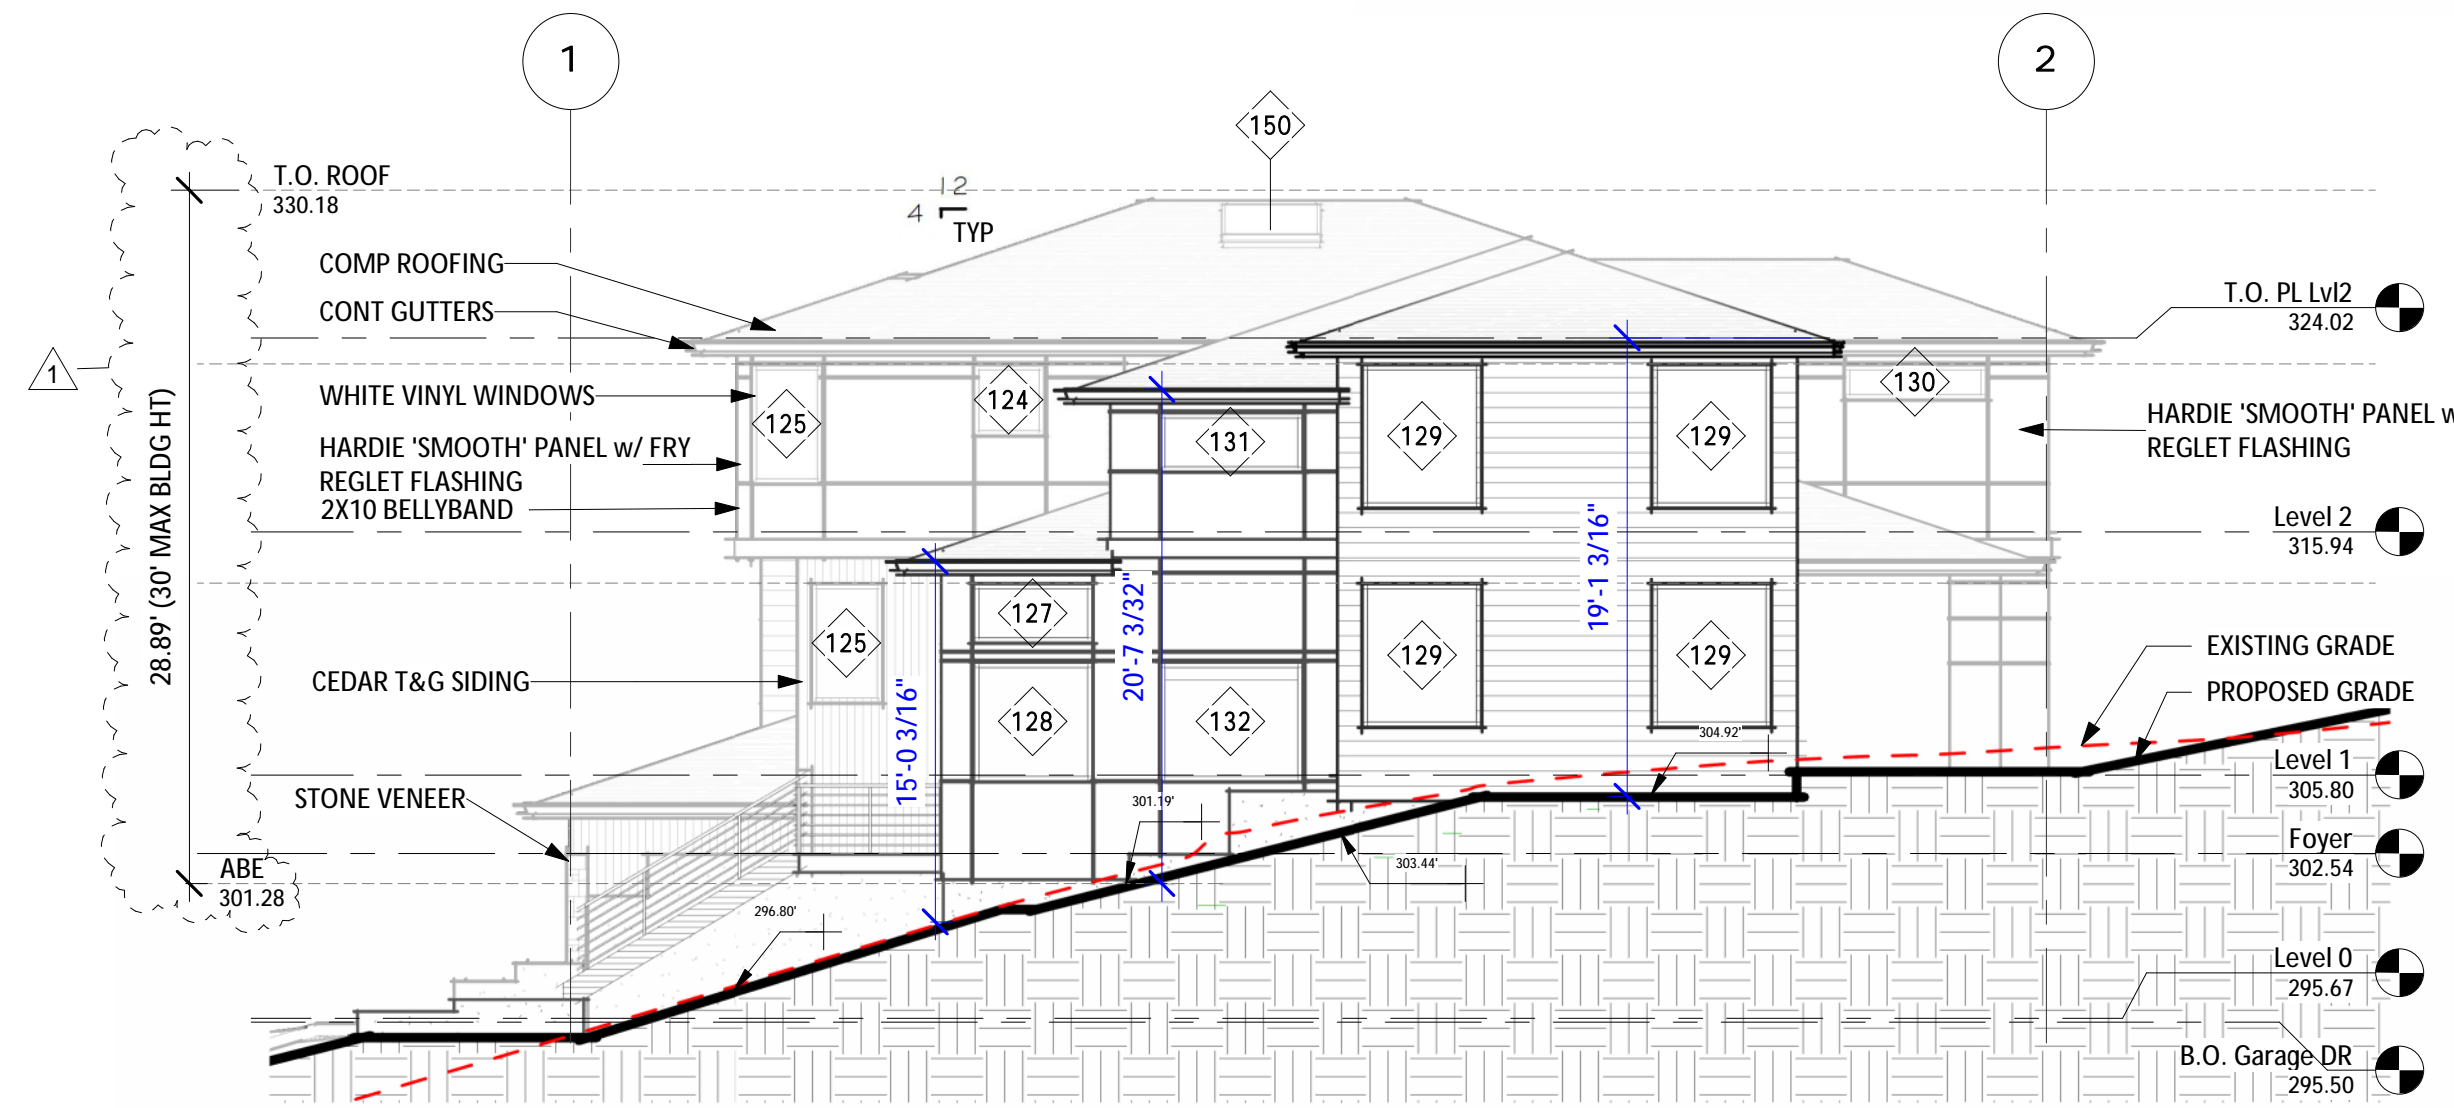 1
2
150
T.O. ROOF
330.18
12
4
TYP
COMP ROOFING
CONT GUTTERS
T.O. PL Lvl2
324.02
1
WHITE VINYL WINDOWS
125
124
131
129
129
130
HARDIE 'SMOOTH' PANEL w/ FRY
REGLET FLASHING
HARDIE 'SMOOTH' PANEL w
REGLET FLASHING
2X10 BELLYBAND
Level 2
315.94
28.89' (30' MAX BLDG HT)
125
127
129
129
CEDAR T&G SIDING
128
132
15'-0 3/16"
20'-7 7/32"
19'-1 3/16"
EXISTING GRADE
PROPOSED GRADE
304.92'
STONE VENEER
301.19'
Level 1
305.80
303.44'
Foyer
302.54
ABE
301.28
296.80'
Level 0
295.67
B.O. Garage DR
295.50